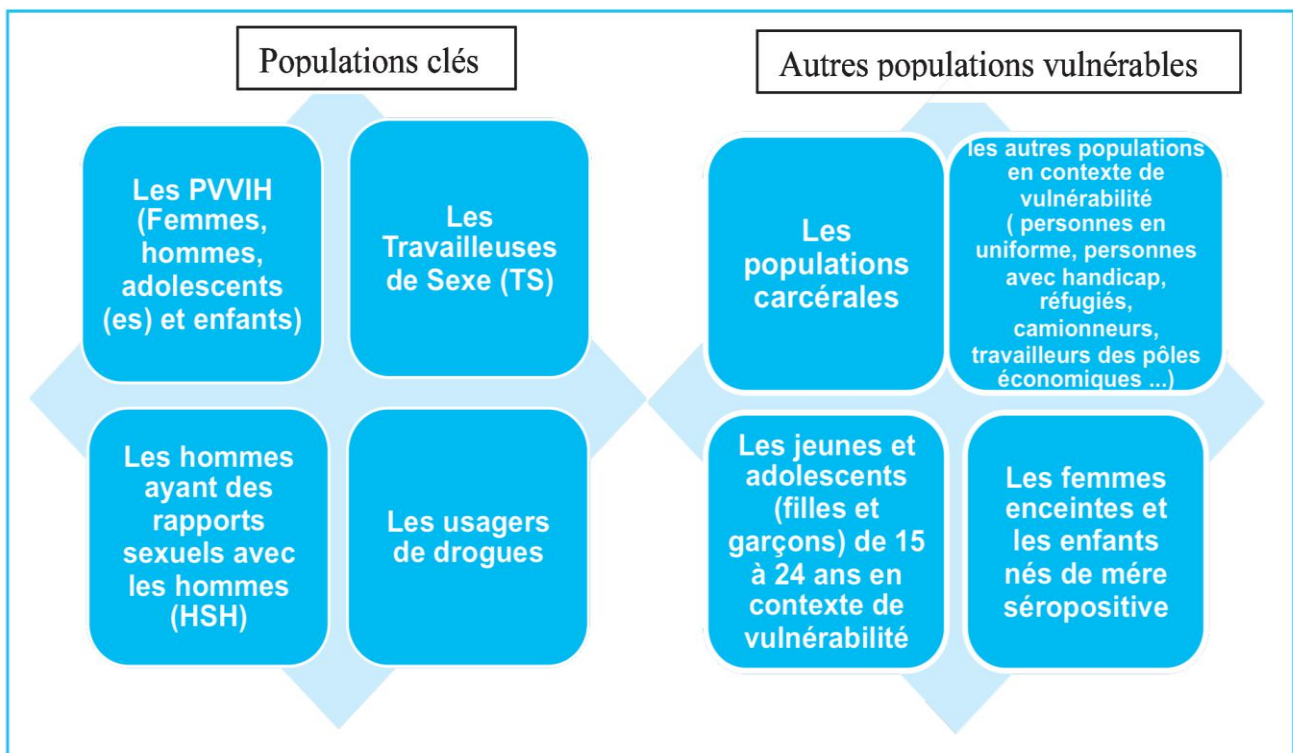 Populations clés
Les PVVIH
(Femmes,
hommes,
adolescents
(es) et enfants)
Les
Travailleuses
de Sexe (TS)
Les hommes
ayant des
rapports
sexuels avec
les hommes
(HSH)
Les usagers
de drogues
Autres populations vulnérables
Les
populations
carcérales
les autres populations
en contexte de
vulnérabilité
( personnes en
uniforme, personnes
avec handicap,
réfugiés,
camionneurs,
travailleurs des pôles
économiques ...)
Les jeunes et
adolescents
(filles et
garçons) de 15
à 24 ans en
contexte de
vulnérabilité
Les femmes
enceintes et
les enfants
nés de mére
séropositive